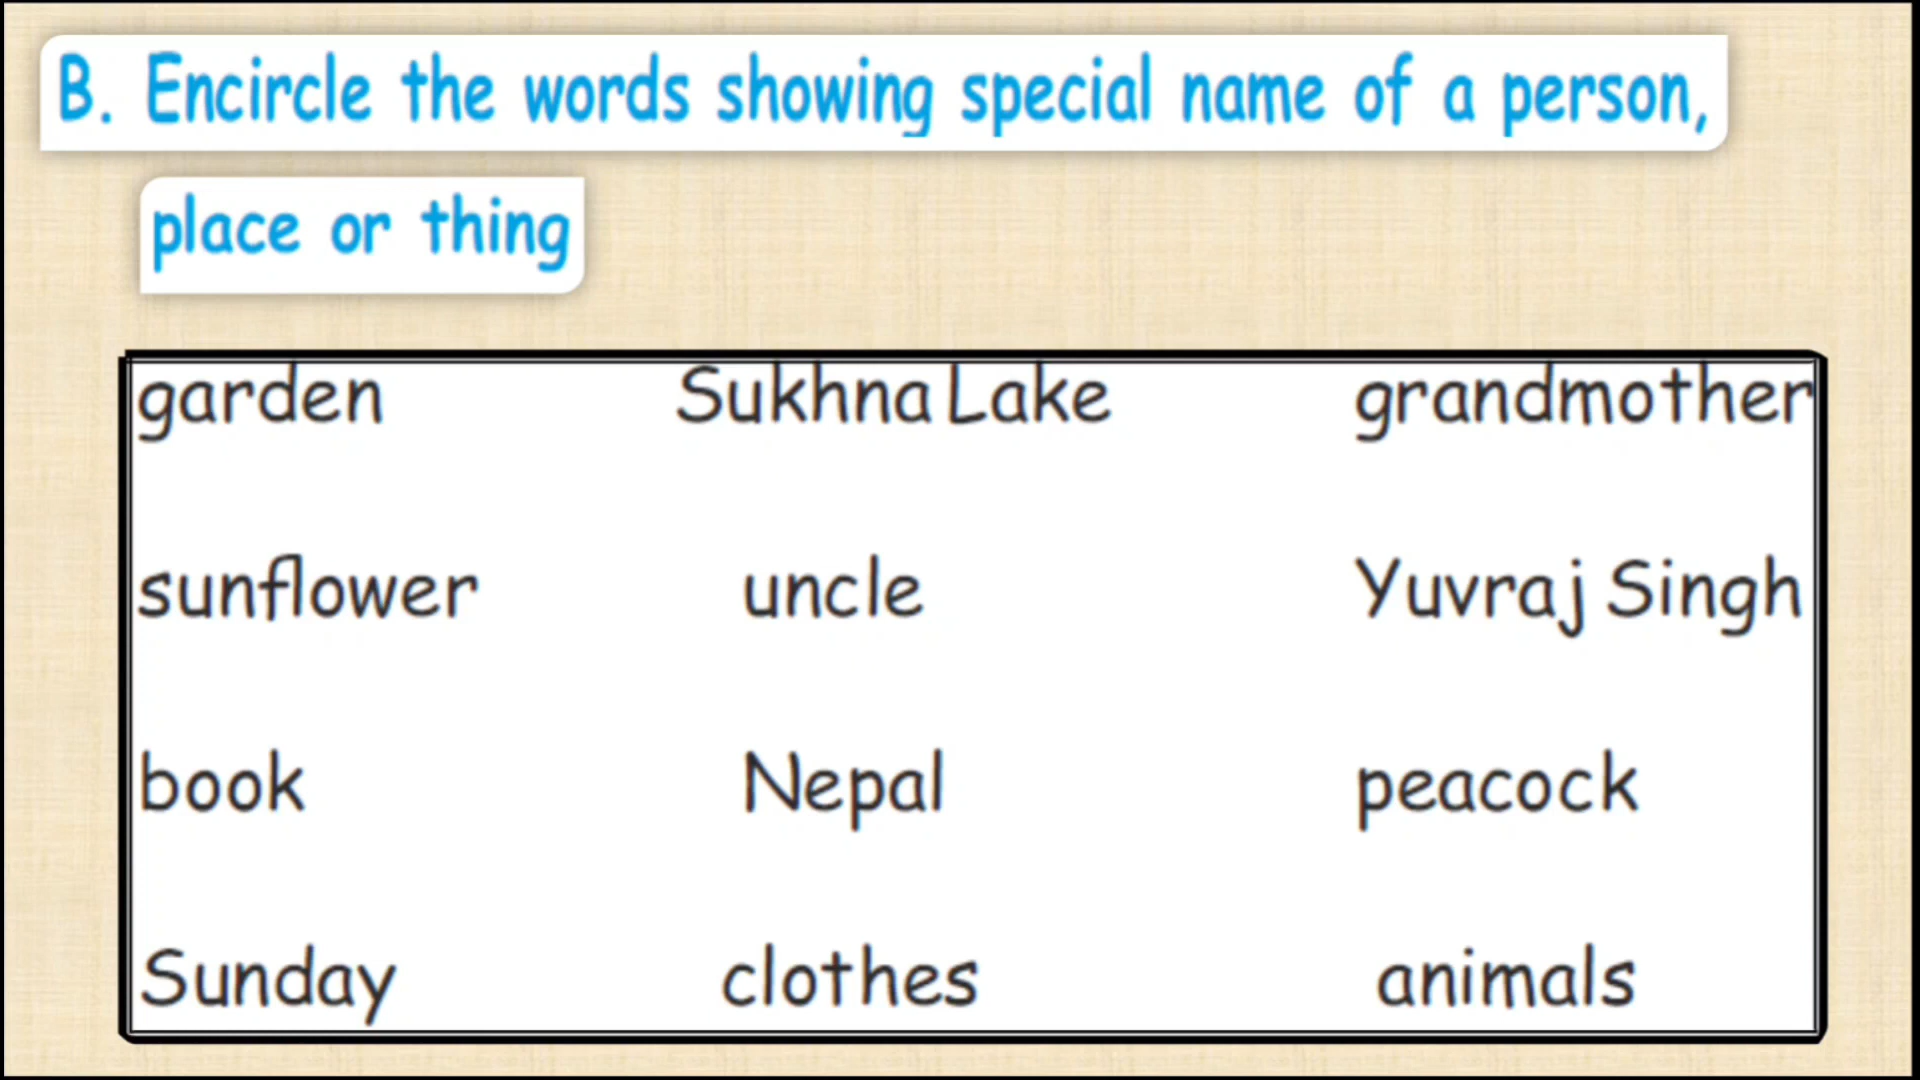 B. Encircle the words showing special name of a person,
place or thing
garden Sukhna Lake grandmother
sunflower uncle Yuvraj Singh
book Nepal peacock
Sunday clothes animals